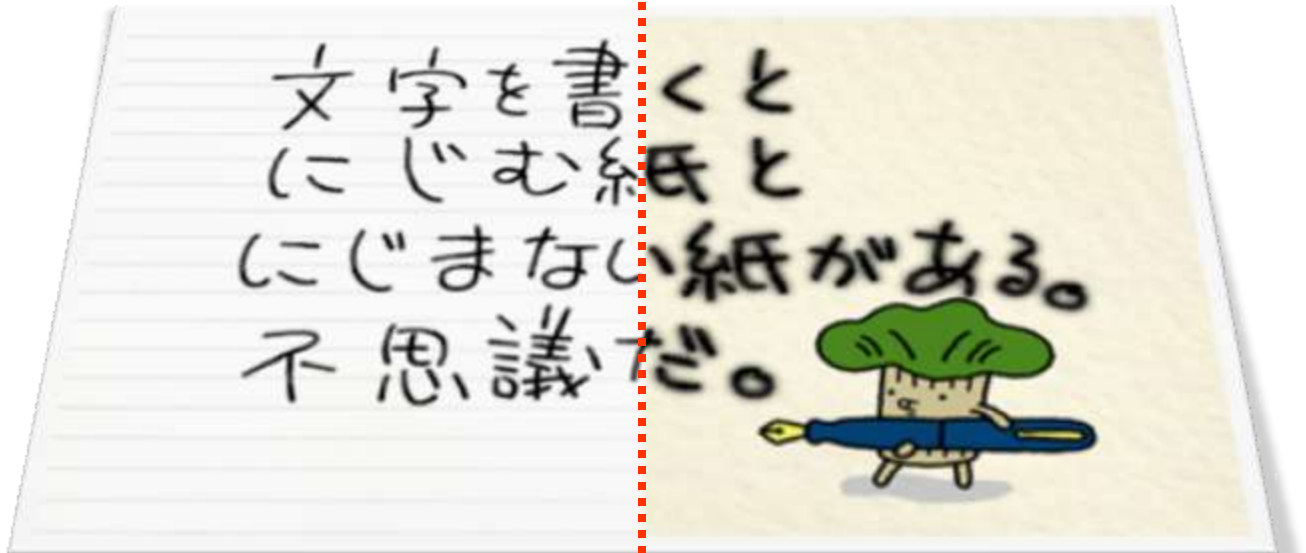 文字を書くと
にじむ紙と
にじまない紙がある。
不思議だ。